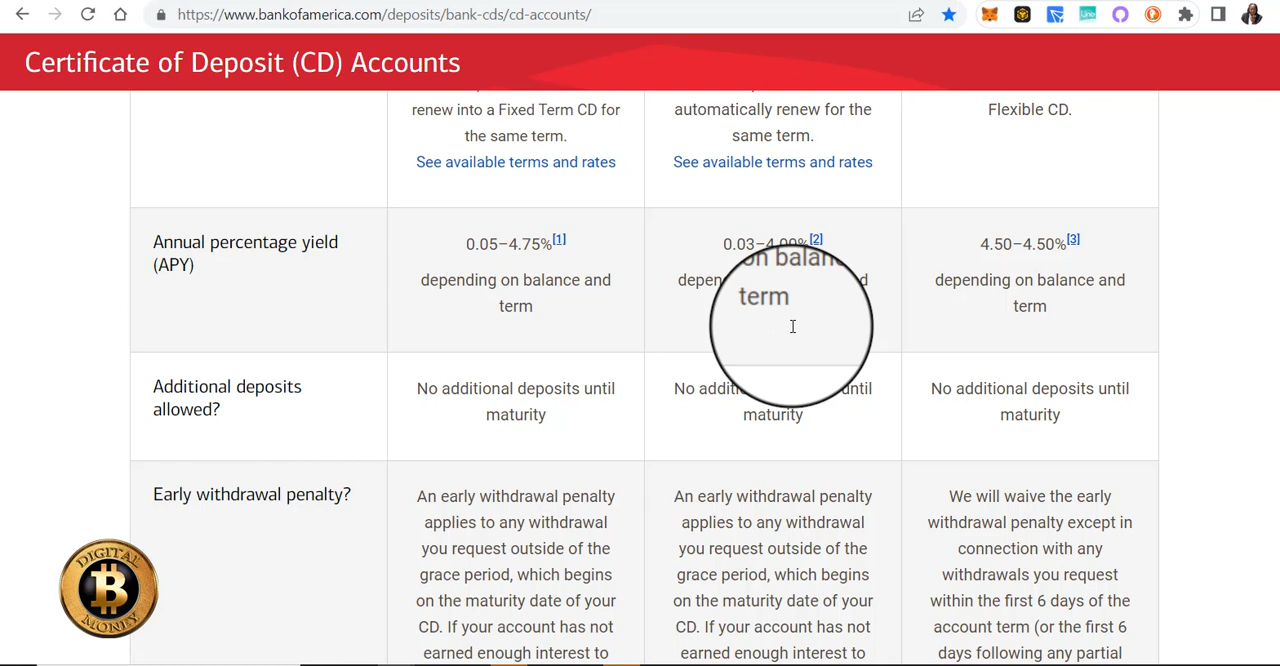 https://www.bankofamerica.com/deposits/bank-cds/cd-accounts/
Certificate of Deposit (CD) Accounts
renew into a Fixed Term CD for
the same term.
See available terms and rates
automatically renew for the
same term.
See available terms and rates
Flexible CD.
Annual percentage yield
(APY)
0.05–4.75%[1]
depending on balance and
term
0.03–4.00%[2]
on balance
term
4.50–4.50%[3]
depending on balance and
term
Additional deposits
allowed?
No additional deposits until
maturity
No until
maturity
No additional deposits until
maturity
Early withdrawal penalty?
An early withdrawal penalty
applies to any withdrawal
you request outside of the
grace period, which begins
on the maturity date of your
CD. If your account has not
earned enough interest to
An early withdrawal penalty
applies to any withdrawal
you request outside of the
grace period, which begins
on the maturity date of your
CD. If your account has not
earned enough interest to
We will waive the early
withdrawal penalty except in
connection with any
withdrawals you request
within the first 6 days of the
account term (or the first 6
days following any partial
DIGITAL
MONEY